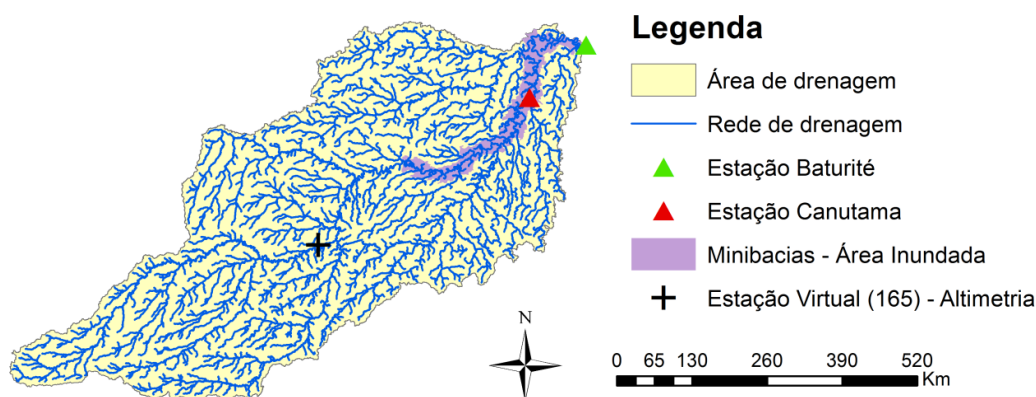 Legenda
Área de drenagem
Rede de drenagem
Estação Baturité
Estação Canutama
Minibacias - Área Inundada
Estação Virtual (165) - Altimetria
N
0 65 130 260 390 520
Km